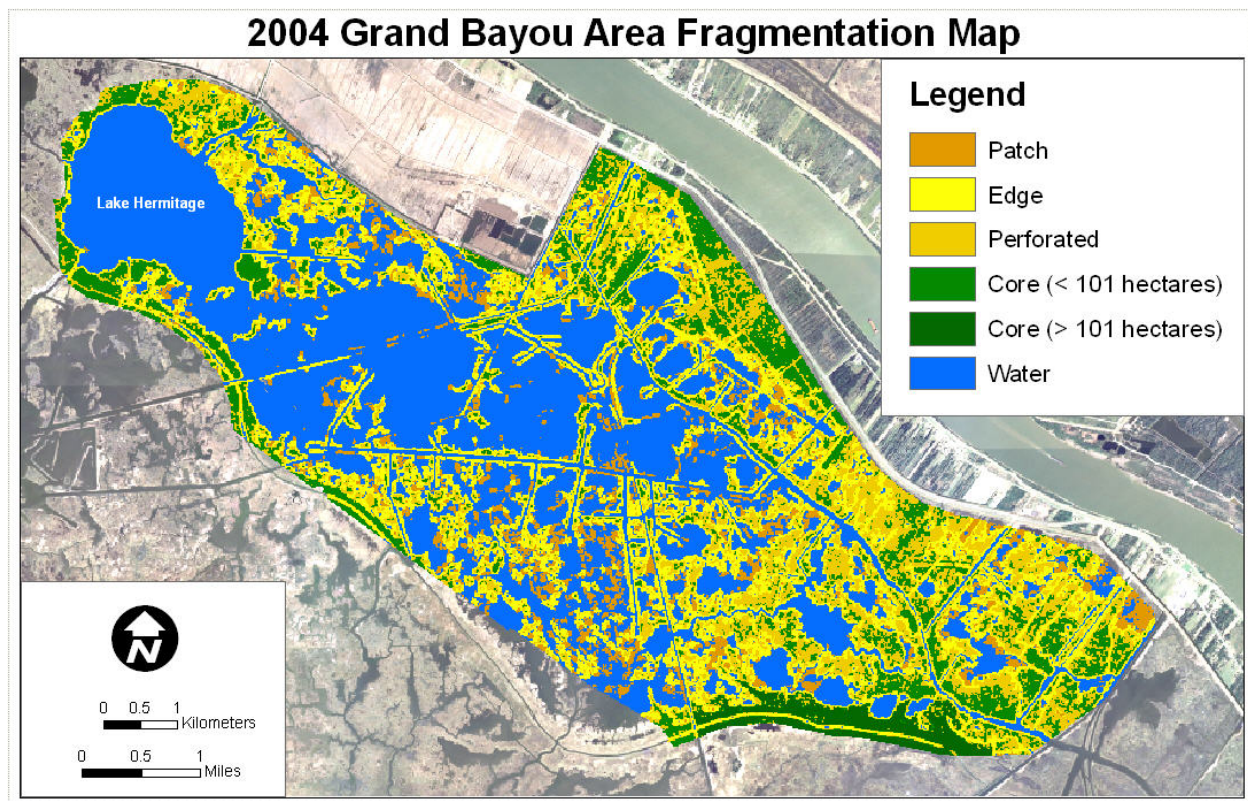 2004 Grand Bayou Area Fragmentation Map
Lake Hermitage
Legend
Patch
Edge
Perforated
Core (< 101 hectares)
Core (> 101 hectares)
Water
N
0 0.5 1
Kilometers
0 0.5 1
Miles